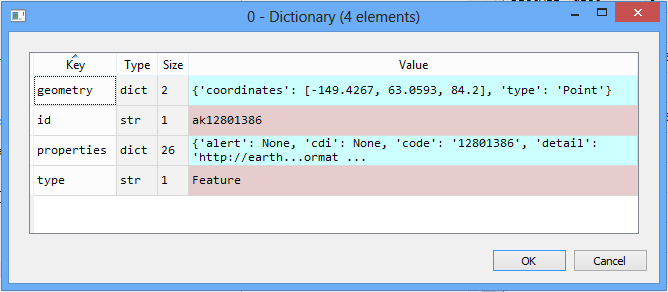 0 - Dictionary (4 elements)
Key Type Size Value
geometry dict 2 {'coordinates': [-149.4267, 63.0593, 84.2], 'type': 'Point'}
id str 1 ak12801386
properties dict 26 {'alert': None, 'cdi': None, 'code': '12801386', 'detail':
'http://earth...ormat ...
type str 1 Feature
OK Cancel